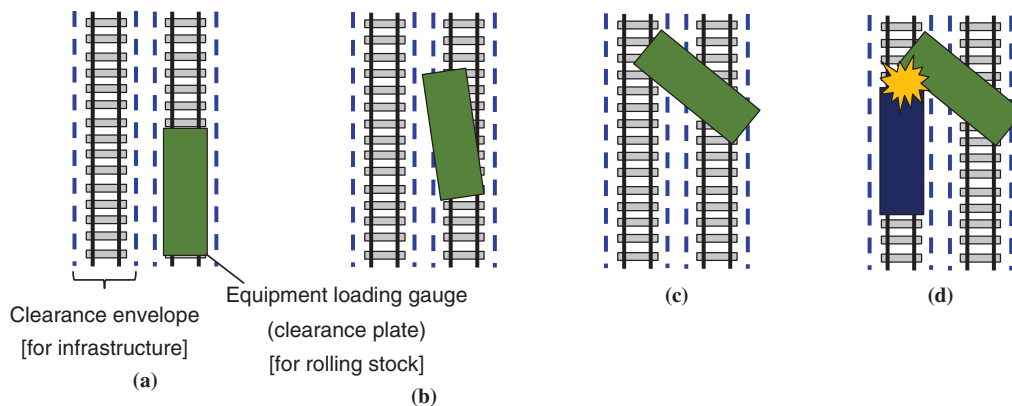 Clearance envelope
[for infrastructure]
(a)
Equipment loading gauge
(clearance plate)
[for rolling stock]
(b)
(c)
(d)